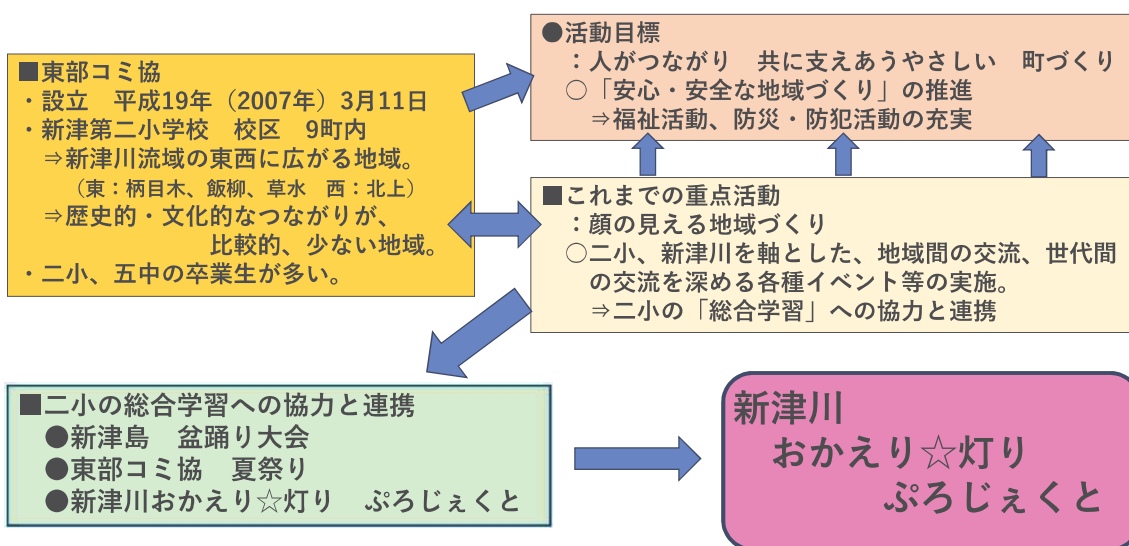 ■東部コミ協
・設立　平成19年（2007年）3月11日
・新津第二小学校　校区　9町内
⇒新津川流域の東西に広がる地域。
（東：柄目木、飯柳、草水　西：北上）
⇒歴史的・文化的なつながりが、
比較的、少ない地域。
・二小、五中の卒業生が多い。
●活動目標
：人がつながり　共に支えあうやさしい　町づくり
○「安心・安全な地域づくり」の推進
⇒福祉活動、防災・防犯活動の充実
■これまでの重点活動
：顔の見える地域づくり
○二小、新津川を軸とした、地域間の交流、世代間
の交流を深める各種イベント等の実施。
⇒二小の「総合学習」への協力と連携
■二小の総合学習への協力と連携
●新津島　盆踊り大会
●東部コミ協　夏祭り
●新津川おかえり☆灯り　ぷろじぇくと
新津川
おかえり☆灯り
ぷろじぇくと